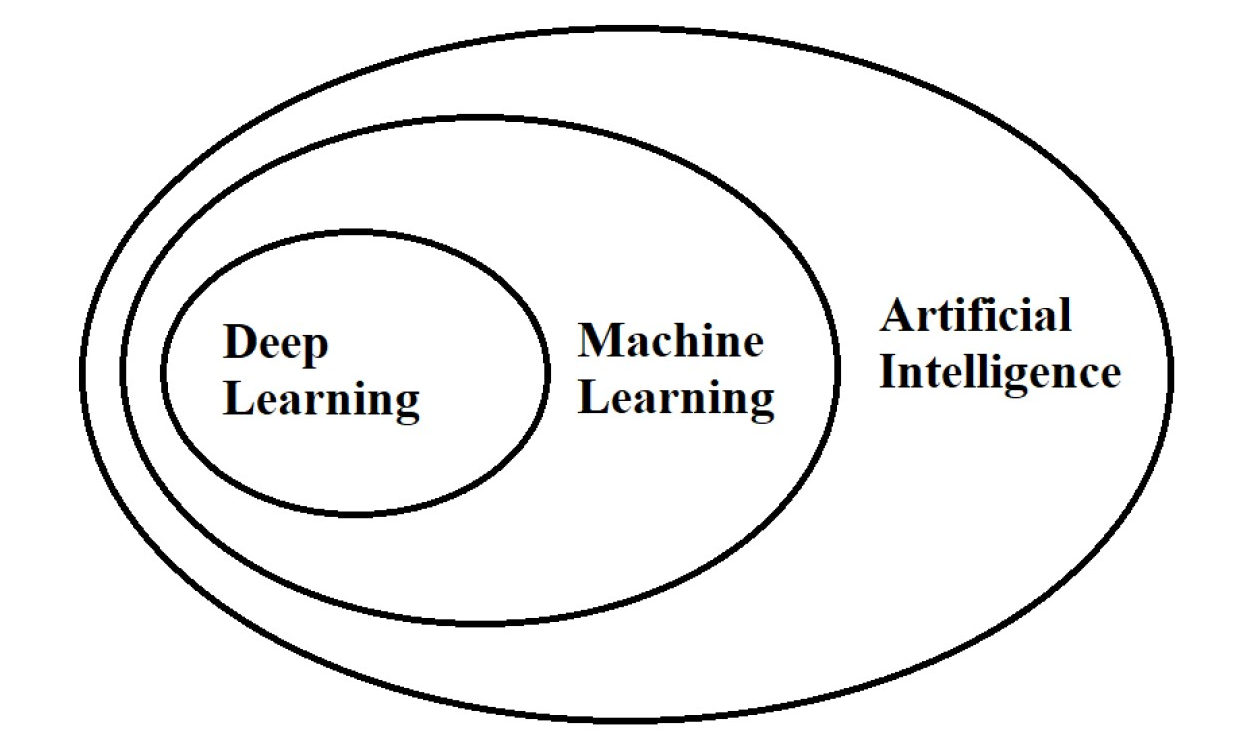 Deep
Learning
Machine
Learning
Artificial
Intelligence